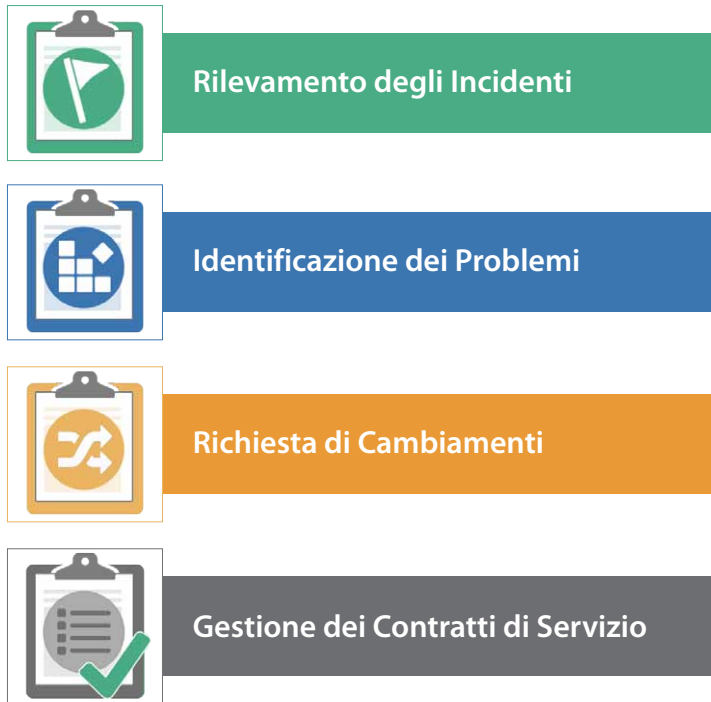 Rilevamento degli Incidenti
Identificazione dei Problemi
Richiesta di Cambiamenti
Gestione dei Contratti di Servizio